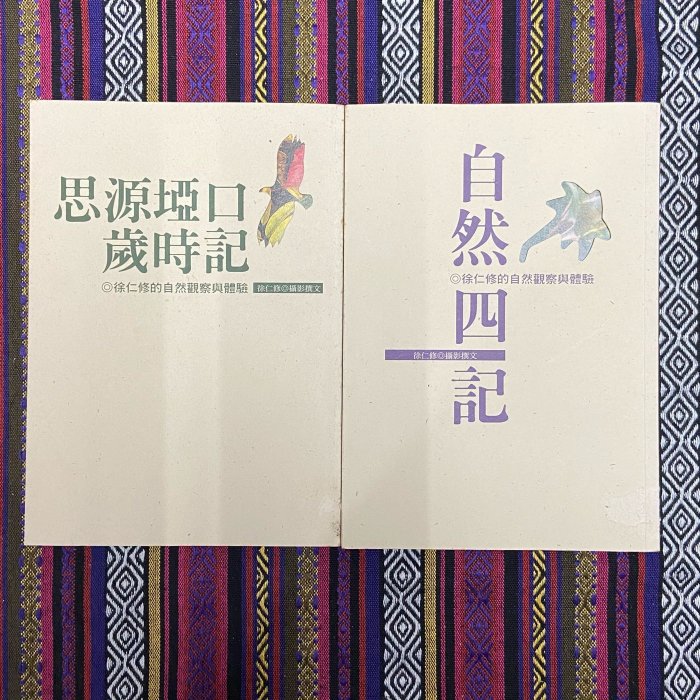 思源埡口
歲時記
◎徐仁修的自然觀察與體驗 徐仁修◎攝影撰文
自然四記
◎徐仁修的自然觀察與體驗
徐仁修◎攝影撰文